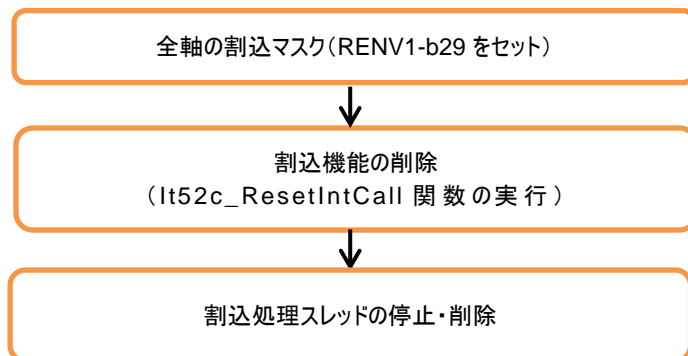 全軸の割込マスク(RENV1-b29 をセット)
割込機能の削除
(It52c_ResetIntCall 関数の実行)
割込処理スレッドの停止・削除